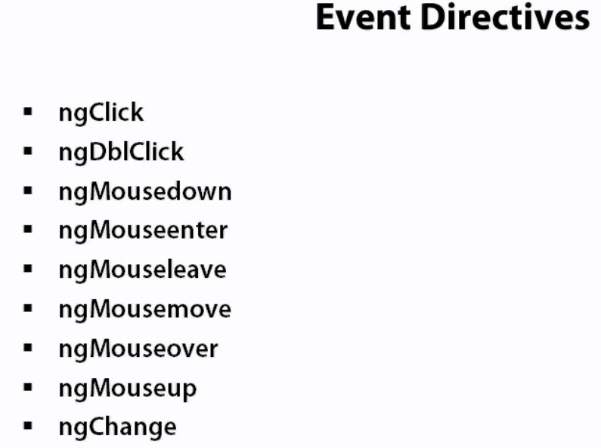 Event Directives
▪ ngClick
▪ ngDblClick
▪ ngMousedown
▪ ngMouseenter
▪ ngMouseleave
▪ ngMousemove
▪ ngMouseover
▪ ngMouseup
▪ ngChange